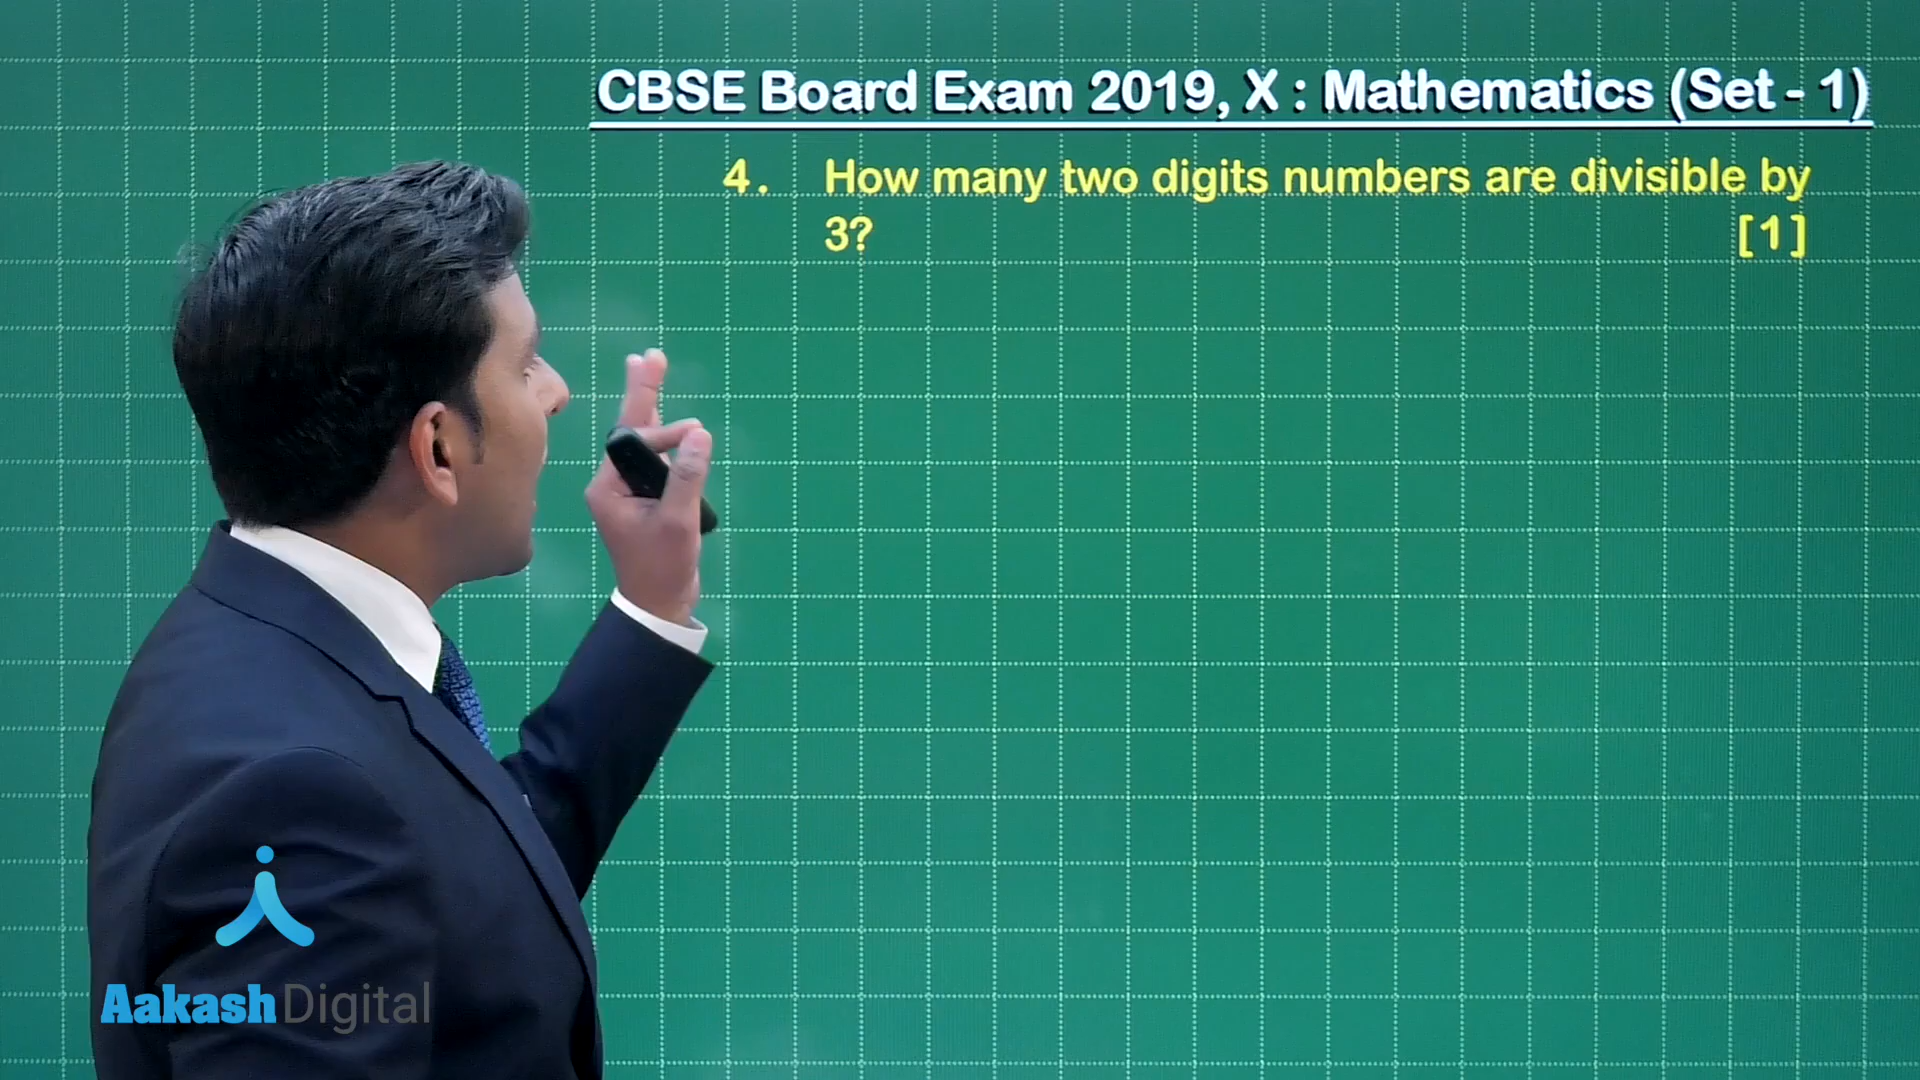 CBSE Board Exam 2019, X : Mathematics (Set - 1)
4. How many two digits numbers are divisible by
3? [1]
Aakash Digital